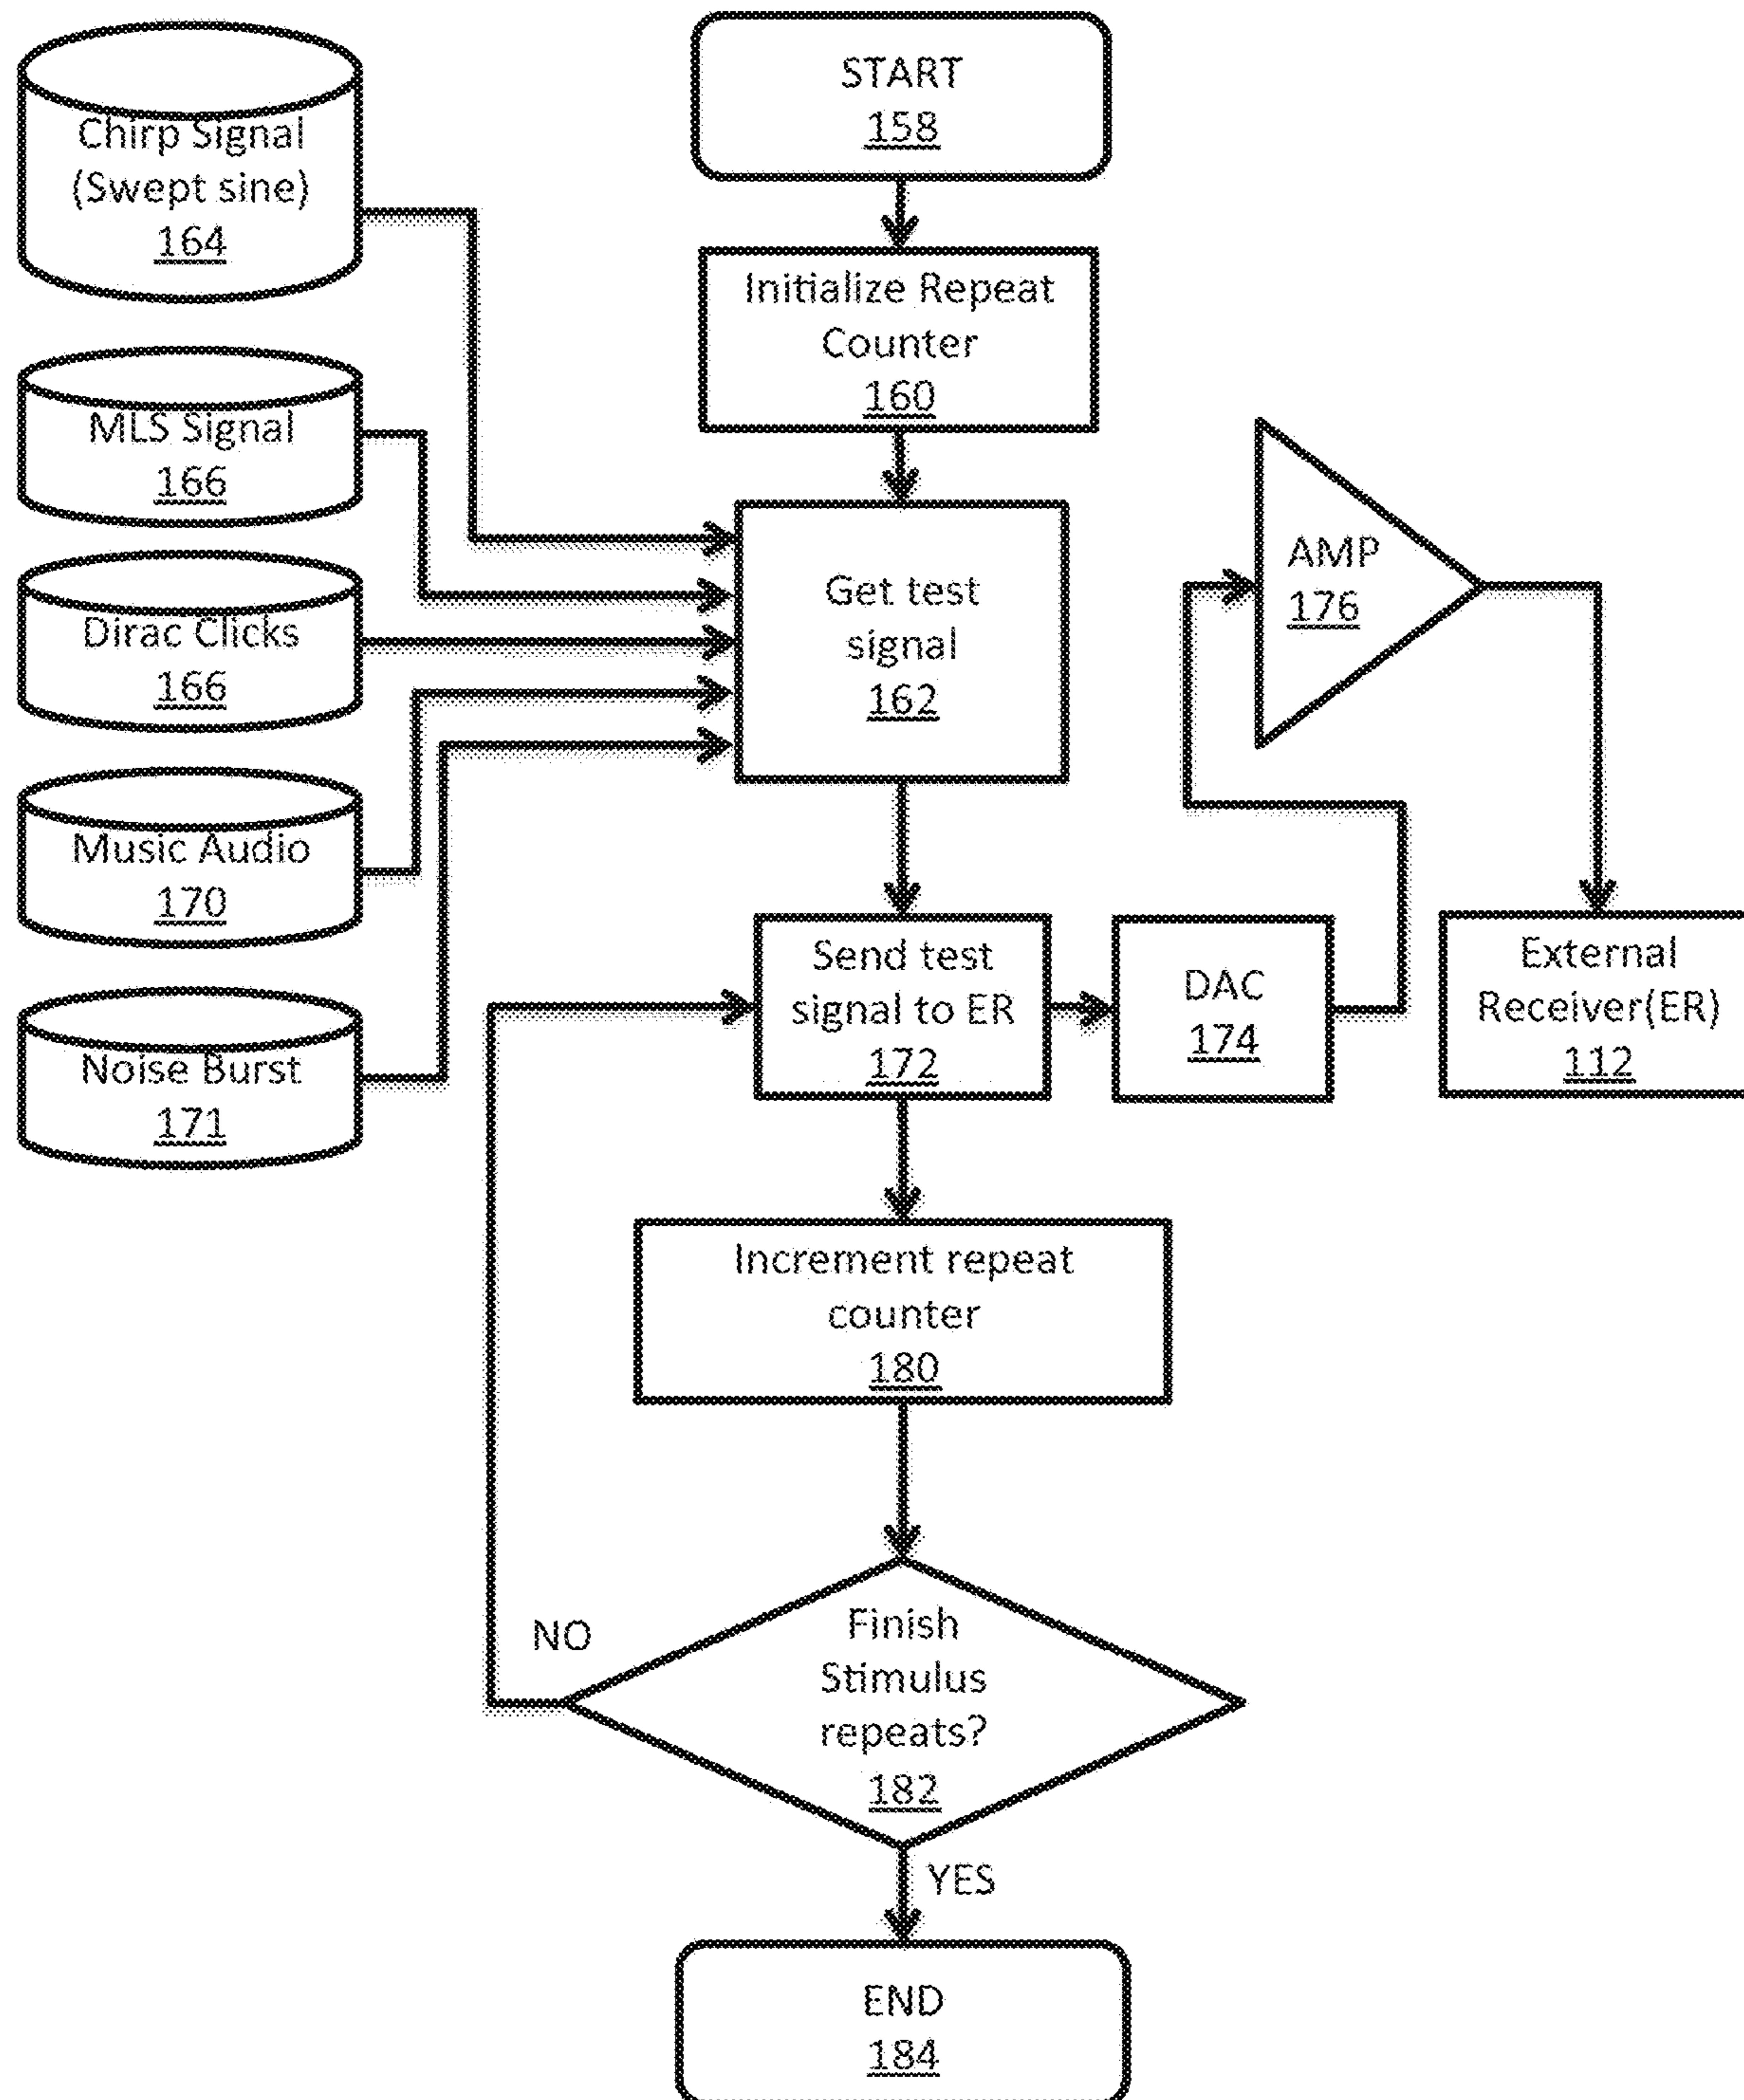 Chirp Signal
(Swept sine)
164
MLS Signal
166
Dirac Clicks
166
Music Audio
170
Noise Burst
171
START
158
Initialize Repeat
Counter
160
Get test
signal
162
AMP
176
Send test
signal to ER
172
DAC
174
External
Receiver(ER)
112
Increment repeat
counter
180
NO
Finish
Stimulus
repeats?
182
YES
END
184